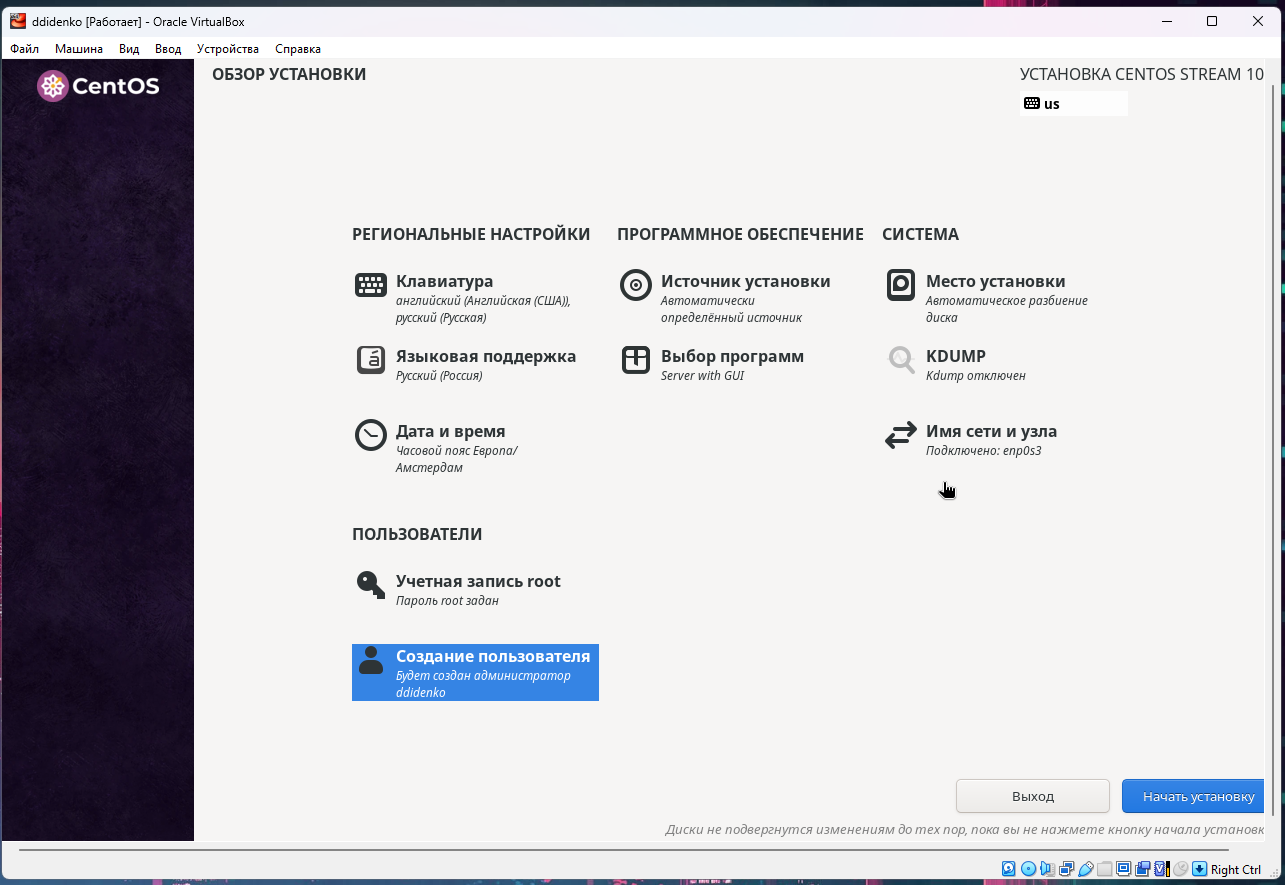 ddidenko [Работает] - Oracle VirtualBox
Файл Машина Вид Ввод Устройства Справка
CentOS
ОБЗОР УСТАНОВКИ
УСТАНОВКА CENTOS STREAM 10
us
РЕГИОНАЛЬНЫЕ НАСТРОЙКИ
Клавиатура
английский (Английская (США)),
русский (Русская)
Языковая поддержка
Русский (Россия)
Дата и время
Часовой пояс Европа/
Амстердам
ПРОГРАММНОЕ ОБЕСПЕЧЕНИЕ
Источник установки
Автоматически
определённый источник
Выбор программ
Server with GUI
СИСТЕМА
Место установки
Автоматическое разбиение
диска
KDUMP
Kdump отключен
Имя сети и узла
Подключено: enp0s3
ПОЛЬЗОВАТЕЛИ
Учетная запись root
Пароль root задан
Создание пользователя
Будет создан администратор
ddidenko
Выход
Начать установку
Диски не подвергнутся изменениям до тех пор, пока вы не нажмете кнопку начала установк
Right Ctrl